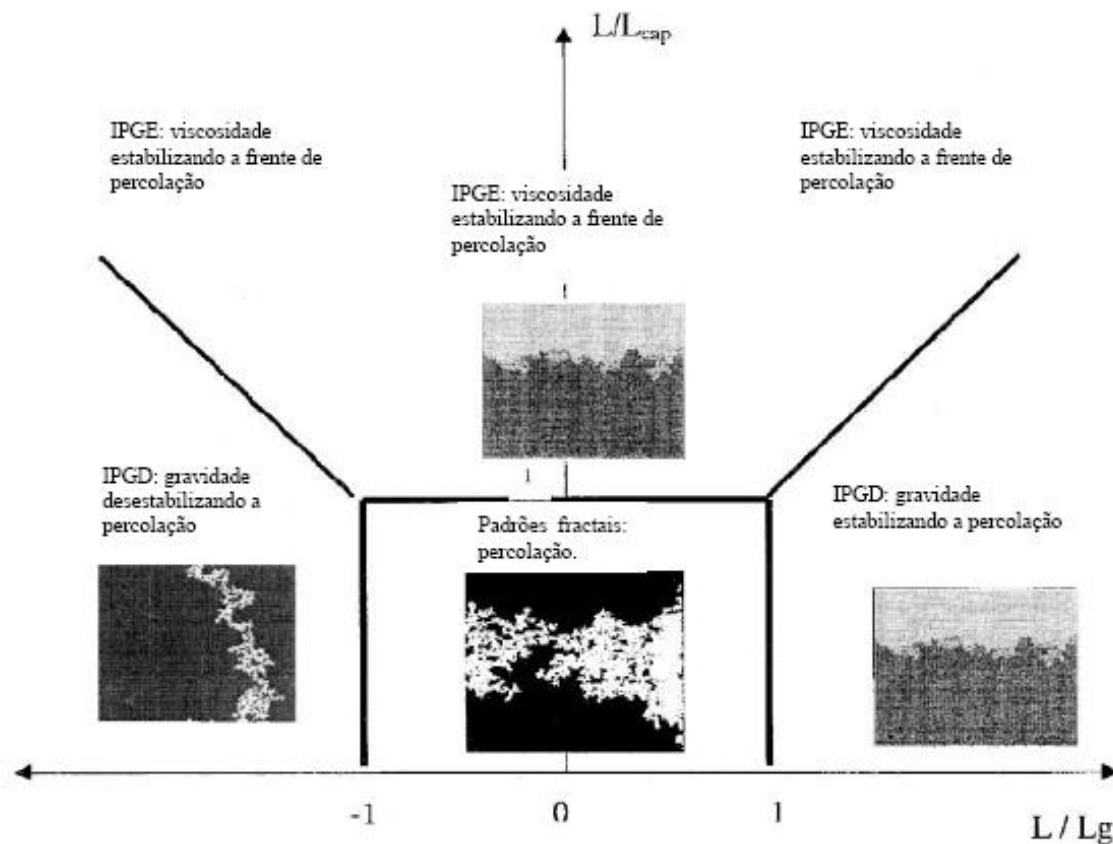 L/Lcap
IPGE: viscosidade
estabilizando a frente de
percolação
IPGE: viscosidade
estabilizando a frente de
percolação
IPGE: viscosidade
estabilizando a frente de
percolação
1
IPGD: gravidade
desestabilizando a
percolação
Padrões fractais:
percolação.
IPGD: gravidade
estabilizando a percolação
-1
0
1
L / Lg